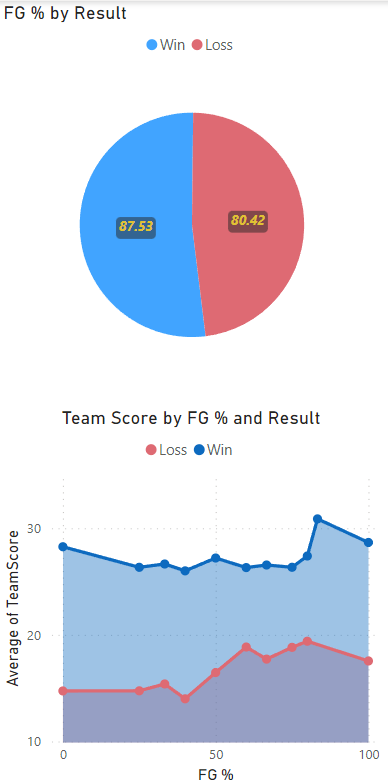 FG % by Result
Win Loss
87.53 80.42
Team Score by FG % and Result
Loss Win
Average of TeamScore
30
20
10
0 50 100
FG %